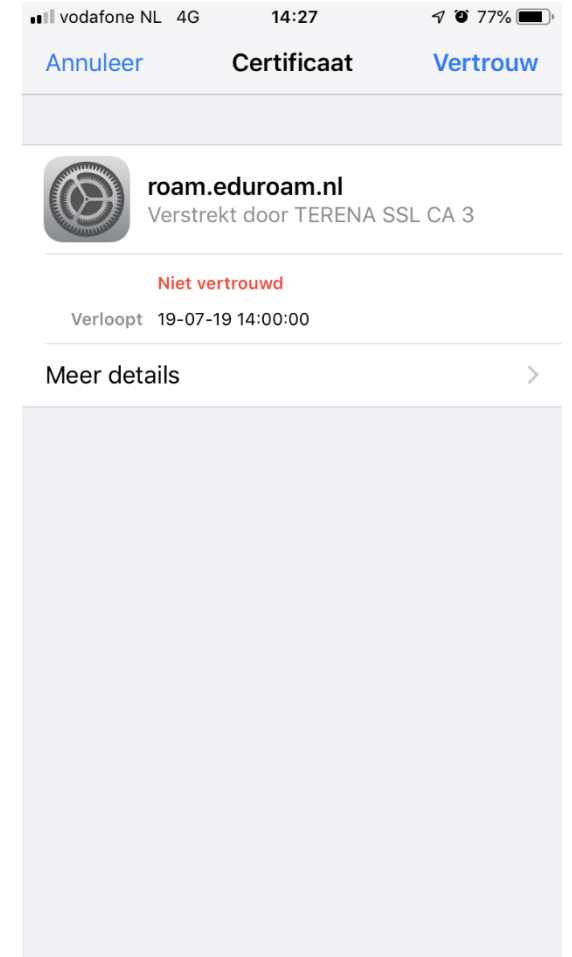 vodafone NL 4G 14:27 77%
Annuleer Certificaat Vertrouw
roam.eduroam.nl
Verstrekt door TERENA SSL CA 3
Niet vertrouwd
Verloopt 19-07-19 14:00:00
Meer details